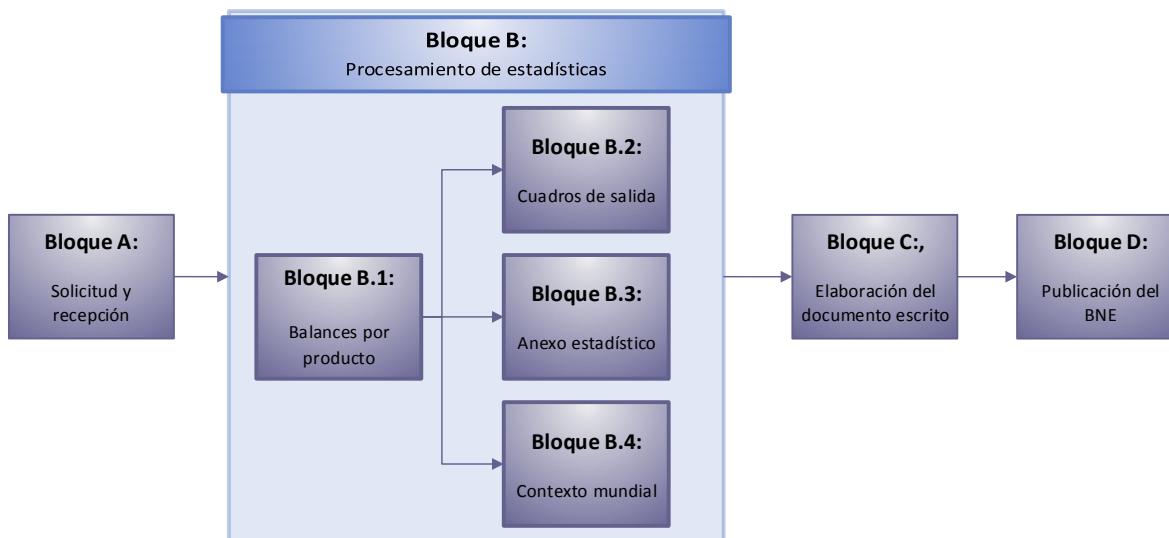 Bloque B:
Procesamiento de estadísticas
Bloque A:
Solicitud y
recepción
Bloque B.1:
Balances por
producto
Bloque B.2:
Cuadros de salida
Bloque B.3:
Anexo estadístico
Bloque B.4:
Contexto mundial
Bloque C:,
Elaboración del
documento escrito
Bloque D:
Publicación del
BNE